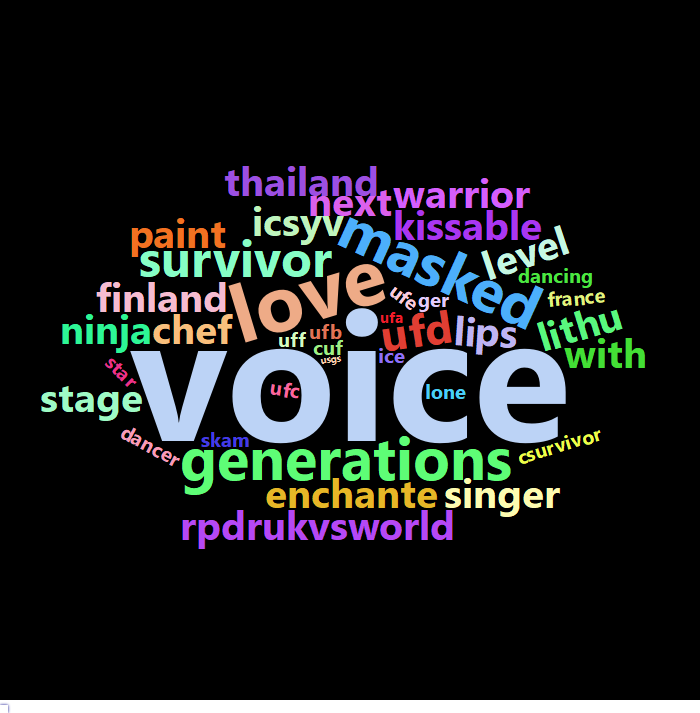 thailand
next
warrior
icsyv
kissable
paint
masked
level
survivor
dancing
love
ufe
ger
france
finland
ufa
ufd
lips
lithu
ninja
chef
uff
ufb
cuf
ice
with
usgs
voice
star
stage
ufc
lone
dancer
skam
csurvivor
generations
enchante
singer
rpdrukvsworld